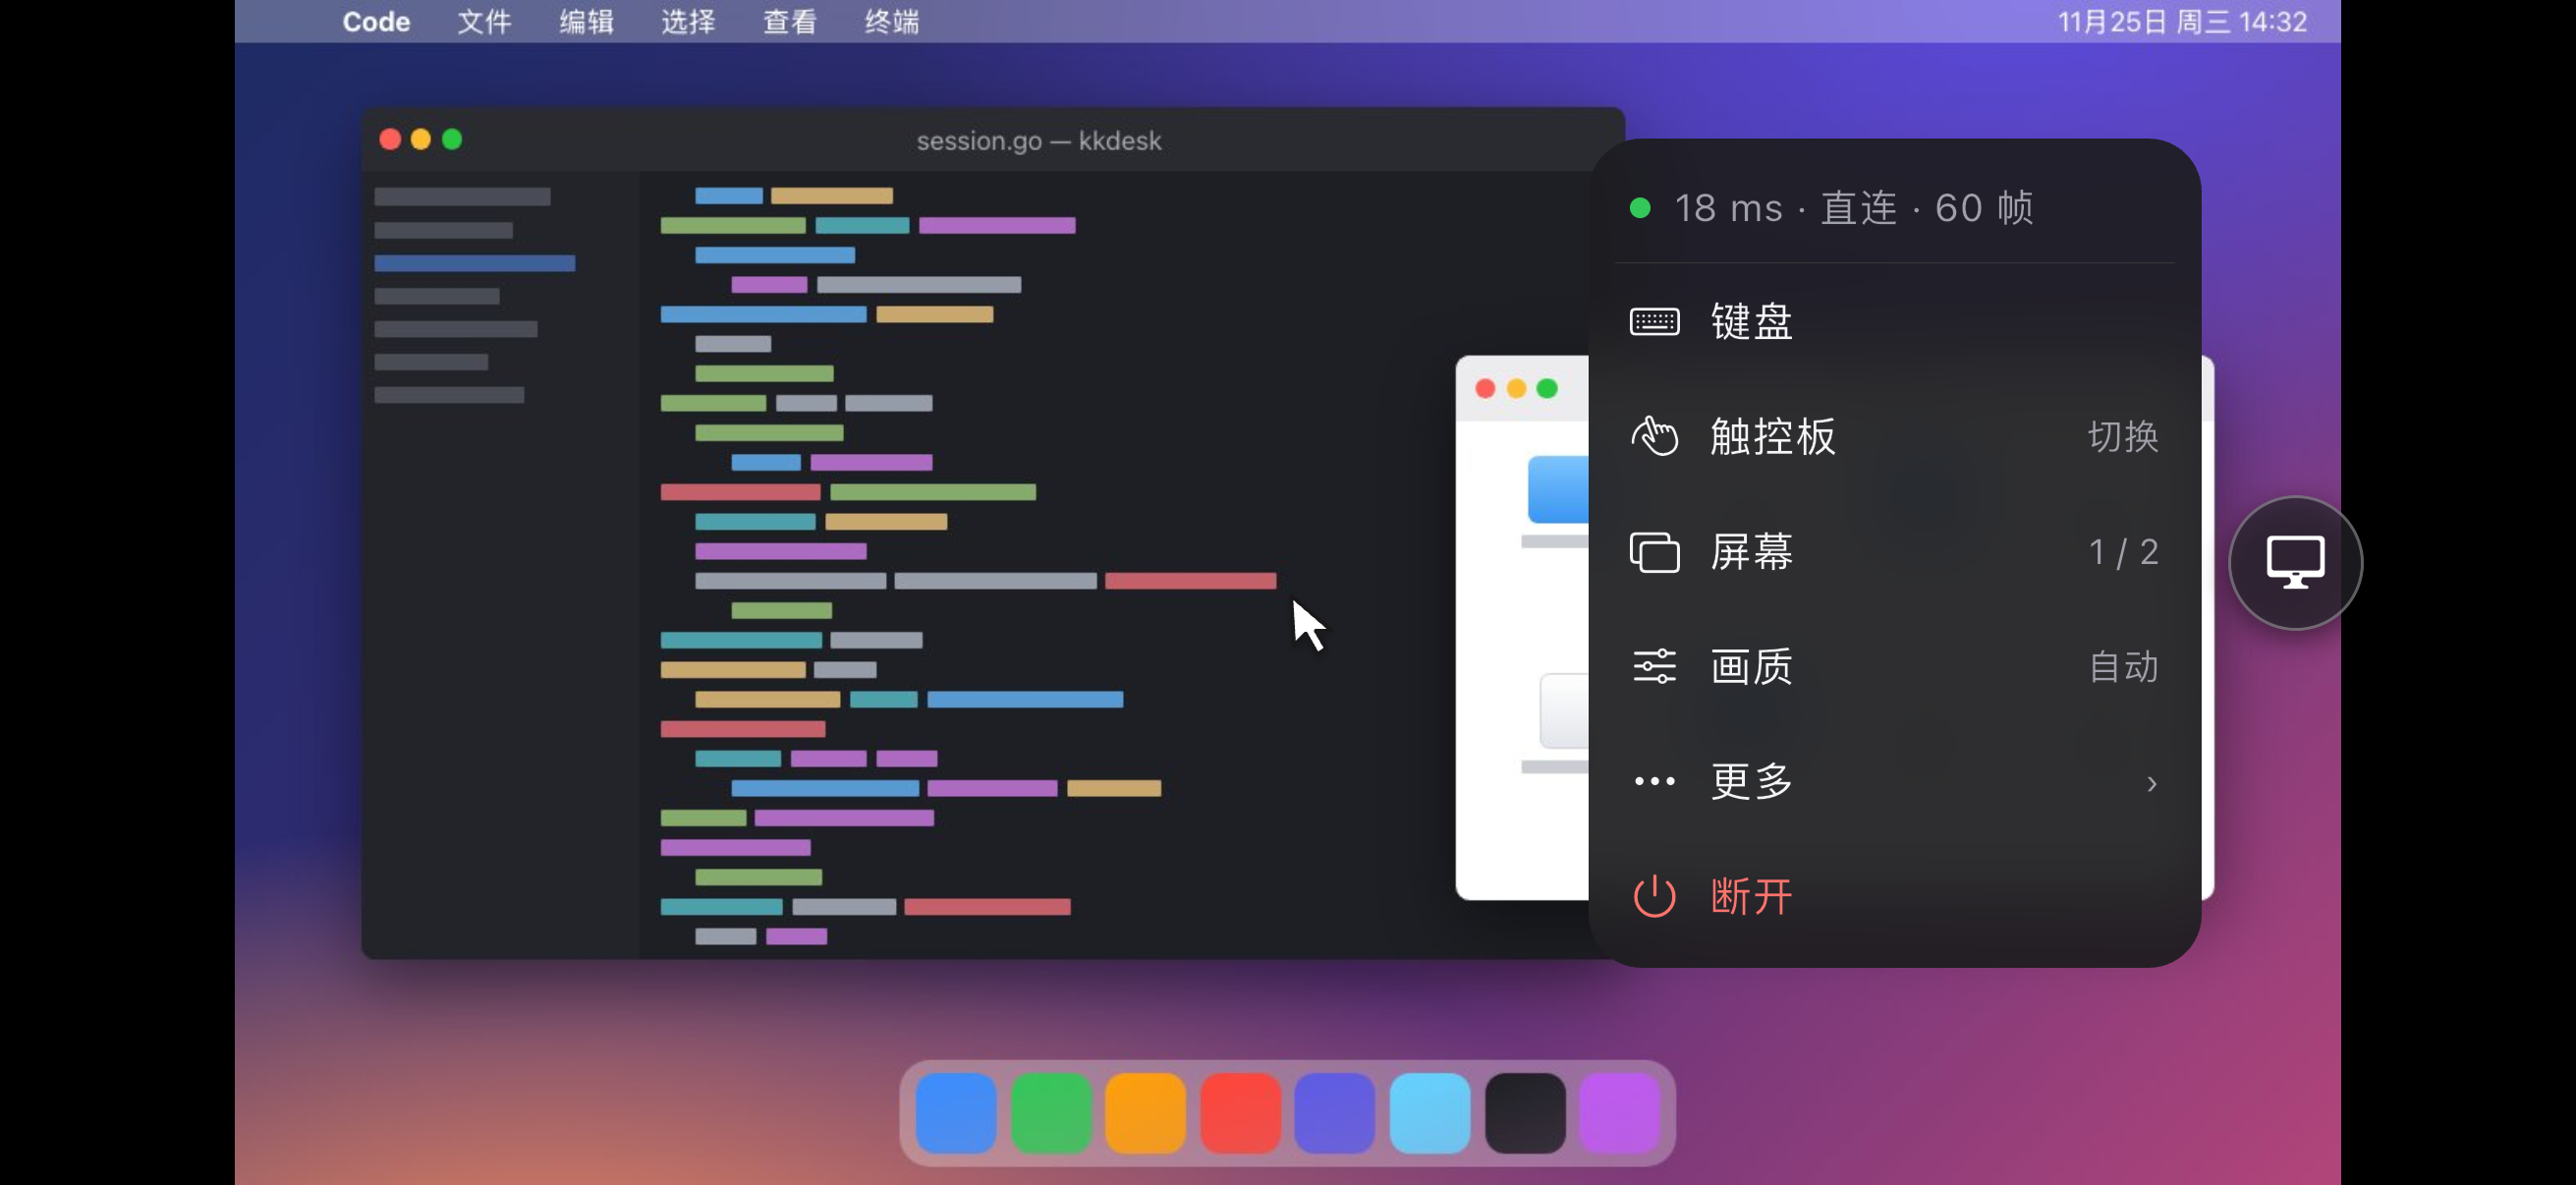 Code 文件 编辑 选择 查看 终端 11月25日 周三 14:32
session.go — kkdesk
18 ms · 直连 · 60 帧
键盘
触控板 切换
屏幕 1 / 2
画质 自动
更多 ›
断开